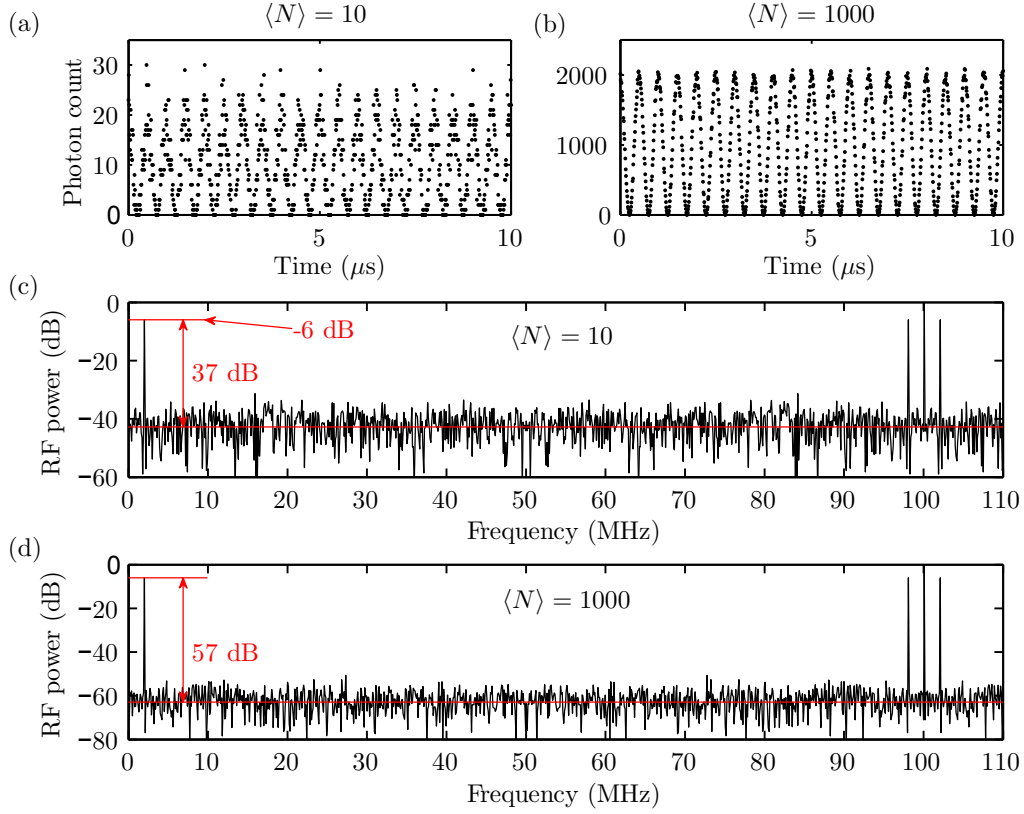 (a)
⟨N⟩ = 10
(b)
⟨N⟩ = 1000
Photon count
30
20
10
0
0
5
10
Time (μs)
2000
1000
0
0
5
10
Time (μs)
(c)
RF power (dB)
0
−20
−40
−60
-6 dB
37 dB
⟨N⟩ = 10
0 10 20 30 40 50 60 70 80 90 100 110
Frequency (MHz)
(d)
RF power (dB)
0
−20
−40
−60
−80
57 dB
⟨N⟩ = 1000
0 10 20 30 40 50 60 70 80 90 100 110
Frequency (MHz)